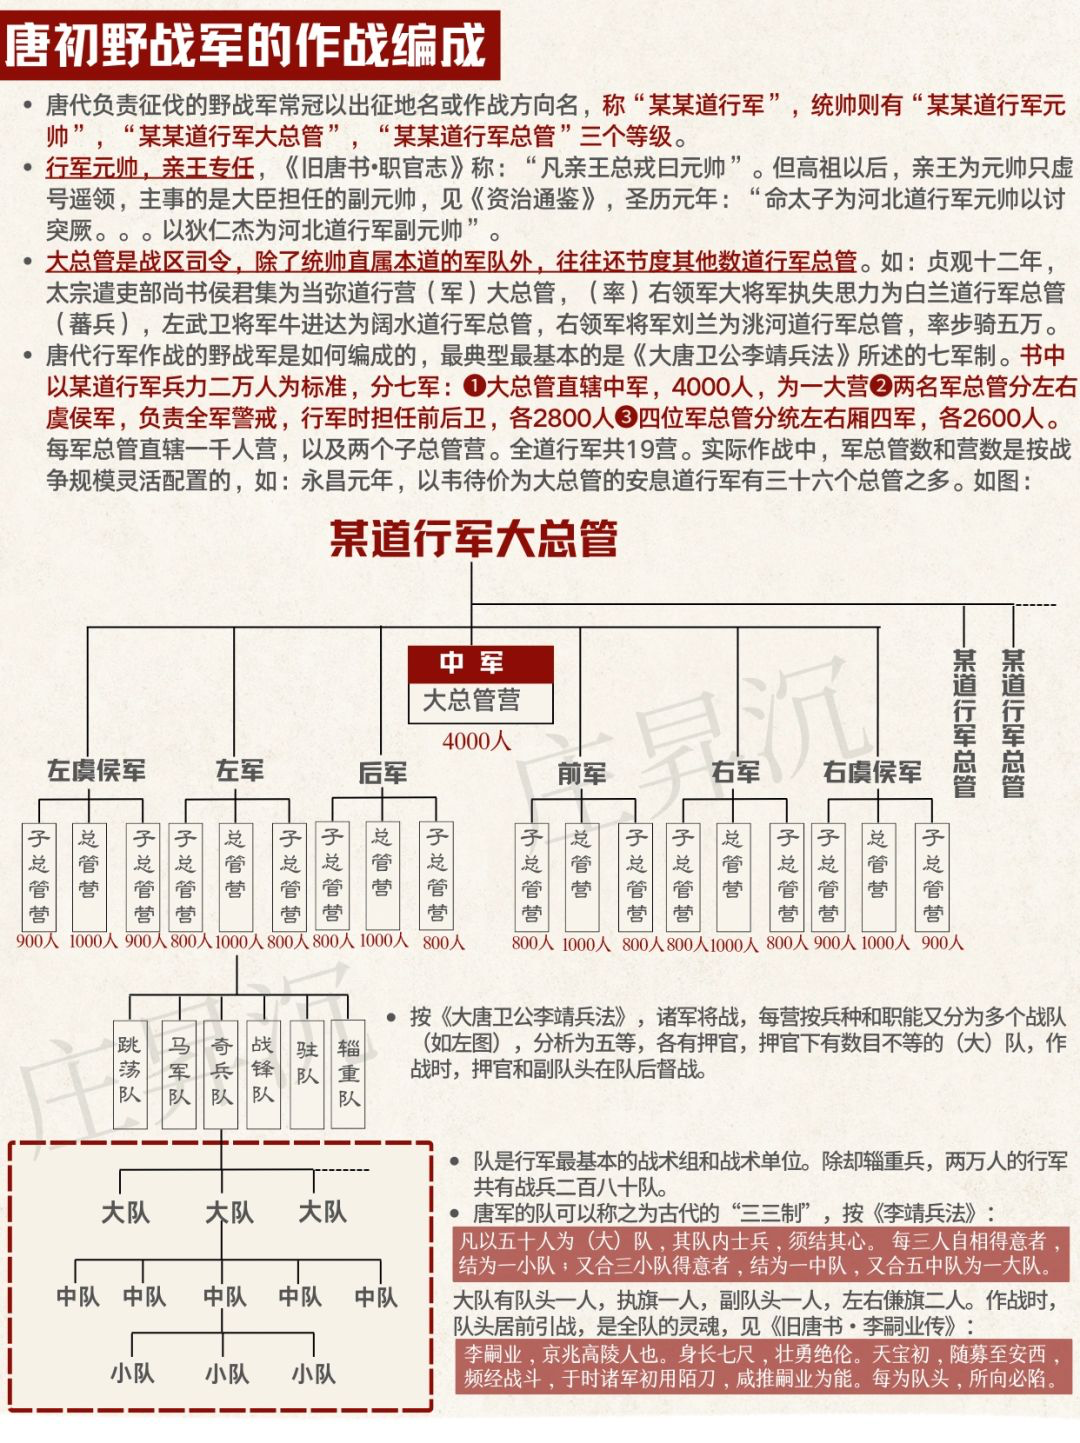 唐初野战军的作战编成
• 唐代负责征伐的野战军常冠以出征地名或作战方向名，称“某某道行军”，统帅则有“某某道行军元
帅”，“某某道行军大总管”，“某某道行军总管”三个等级。
• 行军元帅，亲王专任，《旧唐书•职官志》称：“凡亲王总戎曰元帅”。但高祖以后，亲王为元帅只虚
号遥领，主事的是大臣担任的副元帅，见《资治通鉴》，圣历元年：“命太子为河北道行军元帅以讨
突厥。。。以狄仁杰为河北道行军副元帅”。
• 大总管是战区司令，除了统帅直属本道的军队外，往往还节度其他数道行军总管。如：贞观十二年，
太宗遣吏部尚书侯君集为当弥道行营（军）大总管，（率）右领军大将军执失思力为白兰道行军总管
（蕃兵），左武卫将军牛进达为阔水道行军总管，右领军将军刘兰为洮河道行军总管，率步骑五万。
• 唐代行军作战的野战军是如何编成的，最典型最基本的是《大唐卫公李靖兵法》所述的七军制。书中
以某道行军兵力二万人为标准，分七军：❶大总管直辖中军，4000人，为一大营❷两名军总管分左右
虞侯军，负责全军警戒，行军时担任前后卫，各2800人❸四位军总管分统左右厢四军，各2600人。
每军总管直辖一千人营，以及两个子总管营。全道行军共19营。实际作战中，军总管数和营数是按战
争规模灵活配置的，如：永昌元年，以韦待价为大总管的安息道行军有三十六个总管之多。如图：
某道行军大总管
中 军
大总管营
4000人
某道行军总管
某道行军总管
左虞侯军
左军
后军
前军
右军
右虞侯军
子总管营
总管营
子总管营
子总管营
总管营
子总管营
子总管营
总管营
子总管营
子总管营
总管营
子总管营
子总管营
总管营
子总管营
子总管营
总管营
子总管营
900人 1000人 900人 800人 1000人 800人 800人 1000人 800人 800人 1000人 800人 800人 1000人 800人 900人 1000人 900人
跳荡队
马军队
奇兵队
战锋队
驻队
辎重队
• 按《大唐卫公李靖兵法》，诸军将战，每营按兵种和职能又分为多个战队
（如左图），分析为五等，各有押官，押官下有数目不等的（大）队，作
战时，押官和副队头在队后督战。
大队 大队 大队
中队 中队 中队 中队 中队
小队 小队 小队
• 队是行军最基本的战术组和战术单位。除却辎重兵，两万人的行军
共有战兵二百八十队。
• 唐军的队可以称之为古代的“三三制”，按《李靖兵法》：
凡以五十人为（大）队，其队内士兵，须结其心。每三人自相得意者，
结为一小队；又合三小队得意者，结为一中队，又合五中队为一大队。
大队有队头一人，执旗一人，副队头一人，左右傔旗二人。作战时，
队头居前引战，是全队的灵魂，见《旧唐书·李嗣业传》：
李嗣业，京兆高陵人也。身长七尺，壮勇绝伦。天宝初，随募至安西，
频经战斗，于时诸军初用陌刀，咸推嗣业为能。每为队头，所向必陷。
庄昇沉
庄昇沉